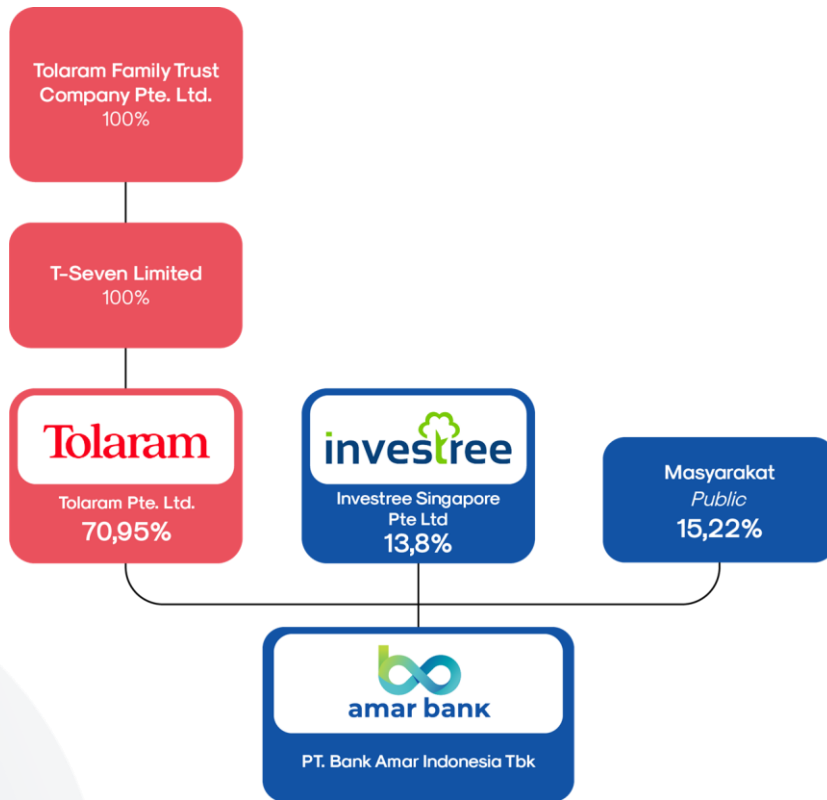 Tolaram Family Trust
Company Pte. Ltd.
100%
T-Seven Limited
100%
Tolaram
Tolaram Pte. Ltd.
70,95%
investree
Investree Singapore
Pte Ltd
13,8%
Masyarakat
Public
15,22%
amar bank
PT. Bank Amar Indonesia Tbk